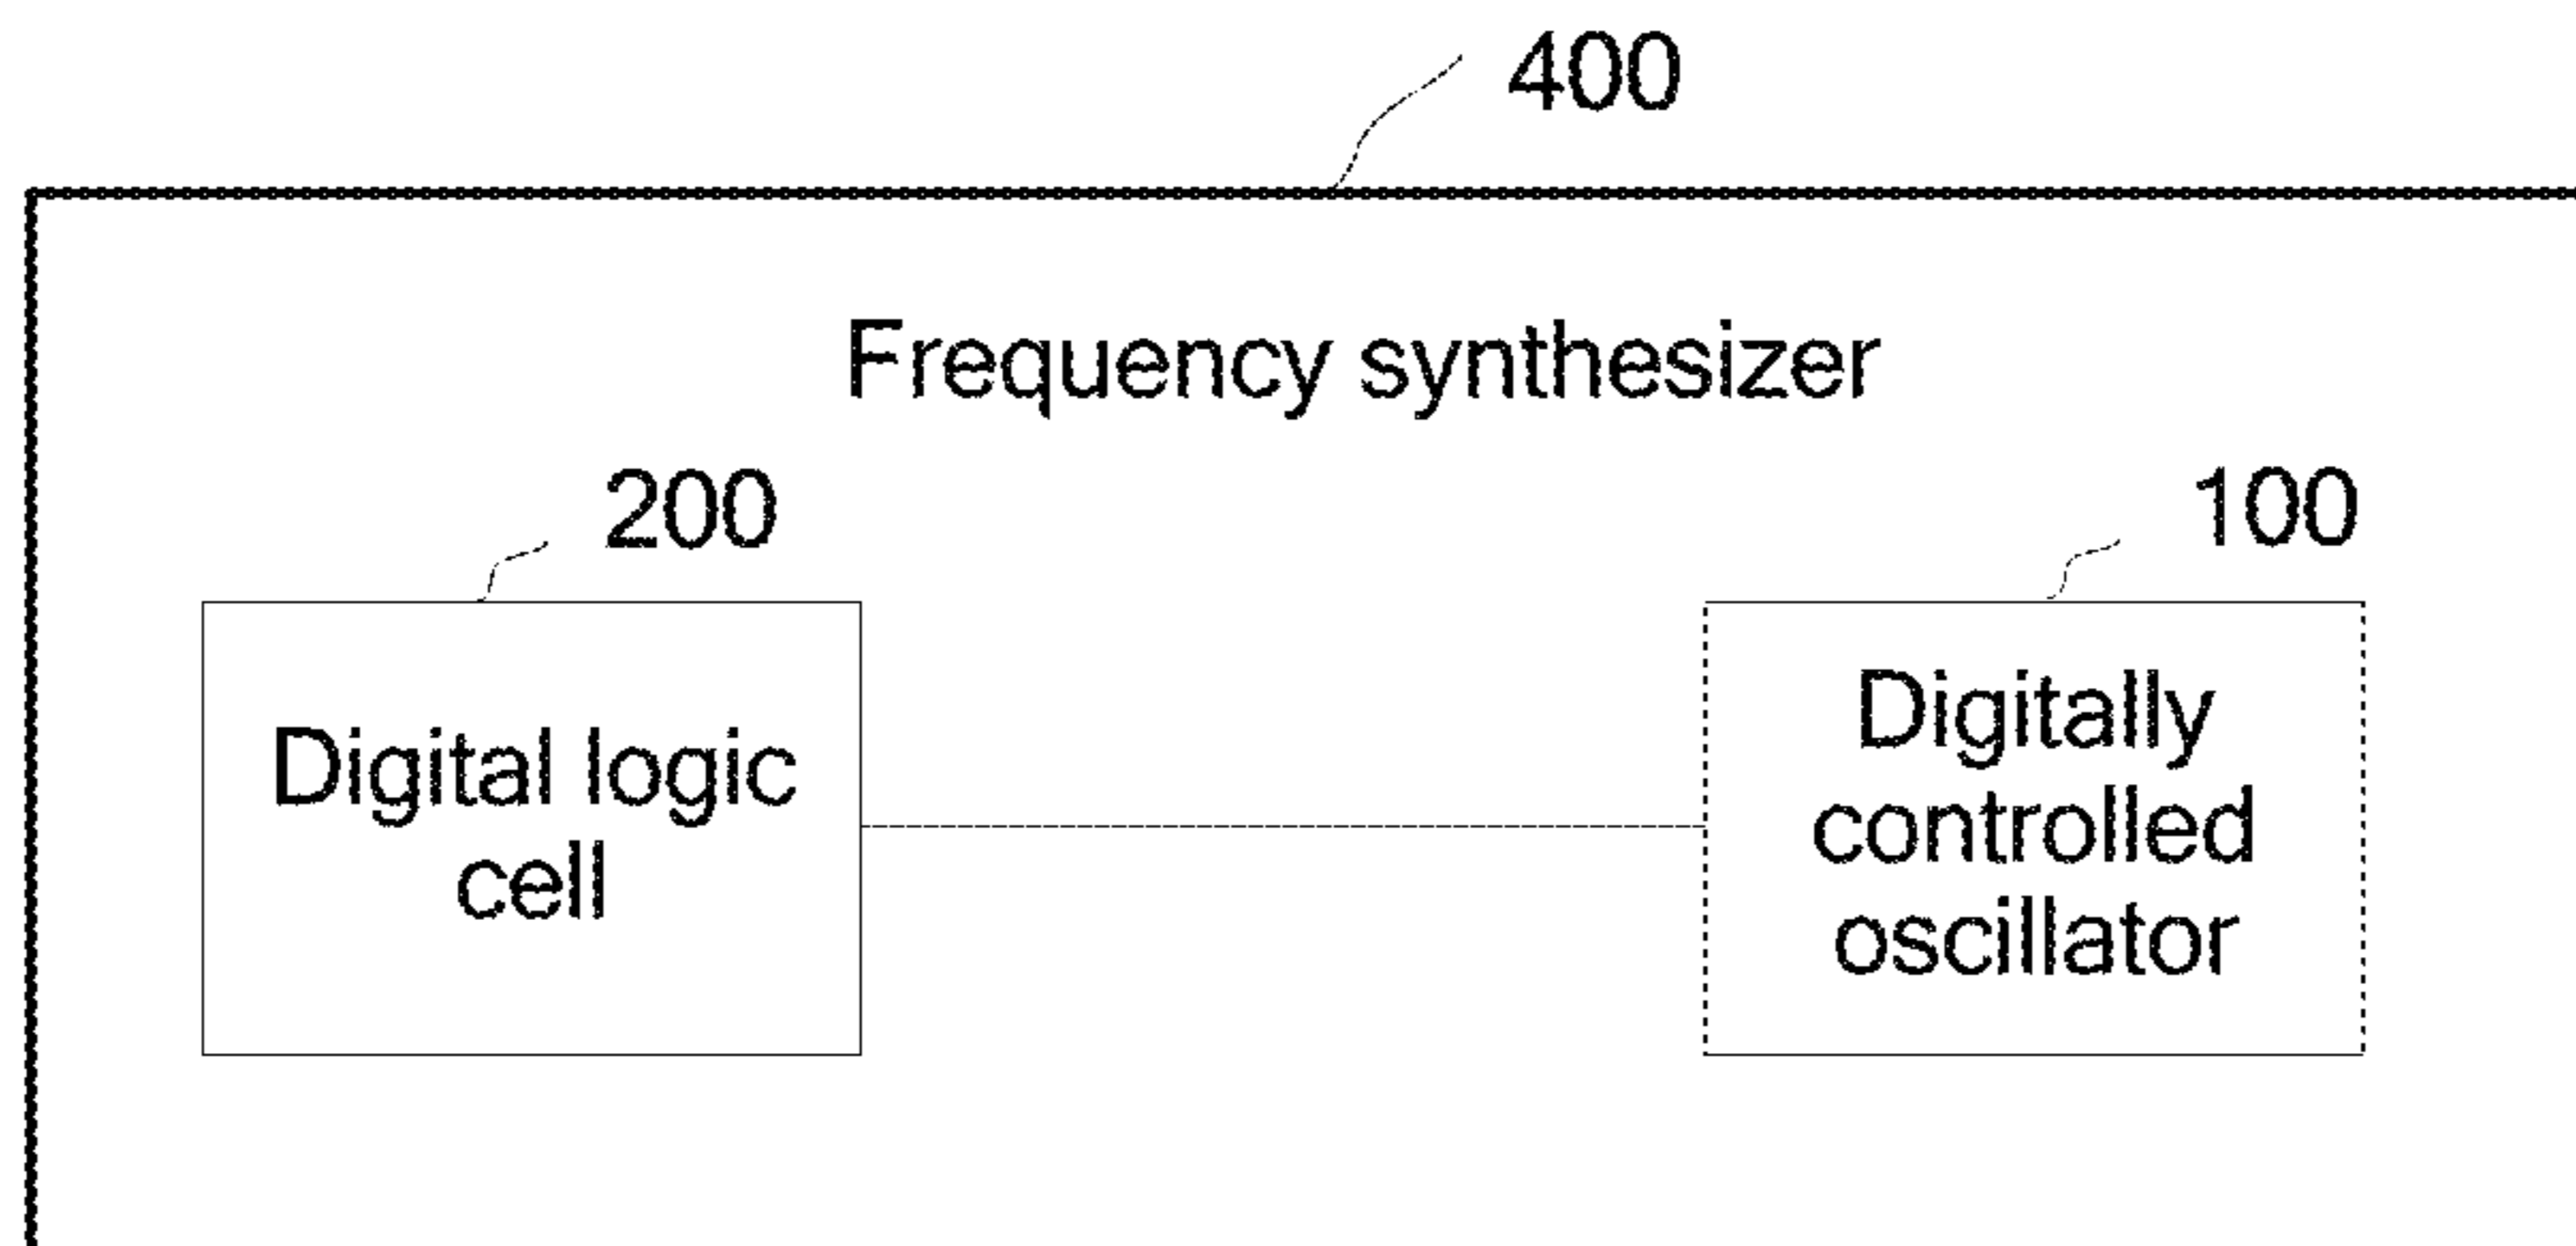 400
Frequency synthesizer
200
100
Digital logic
cell
Digitally
controlled
oscillator